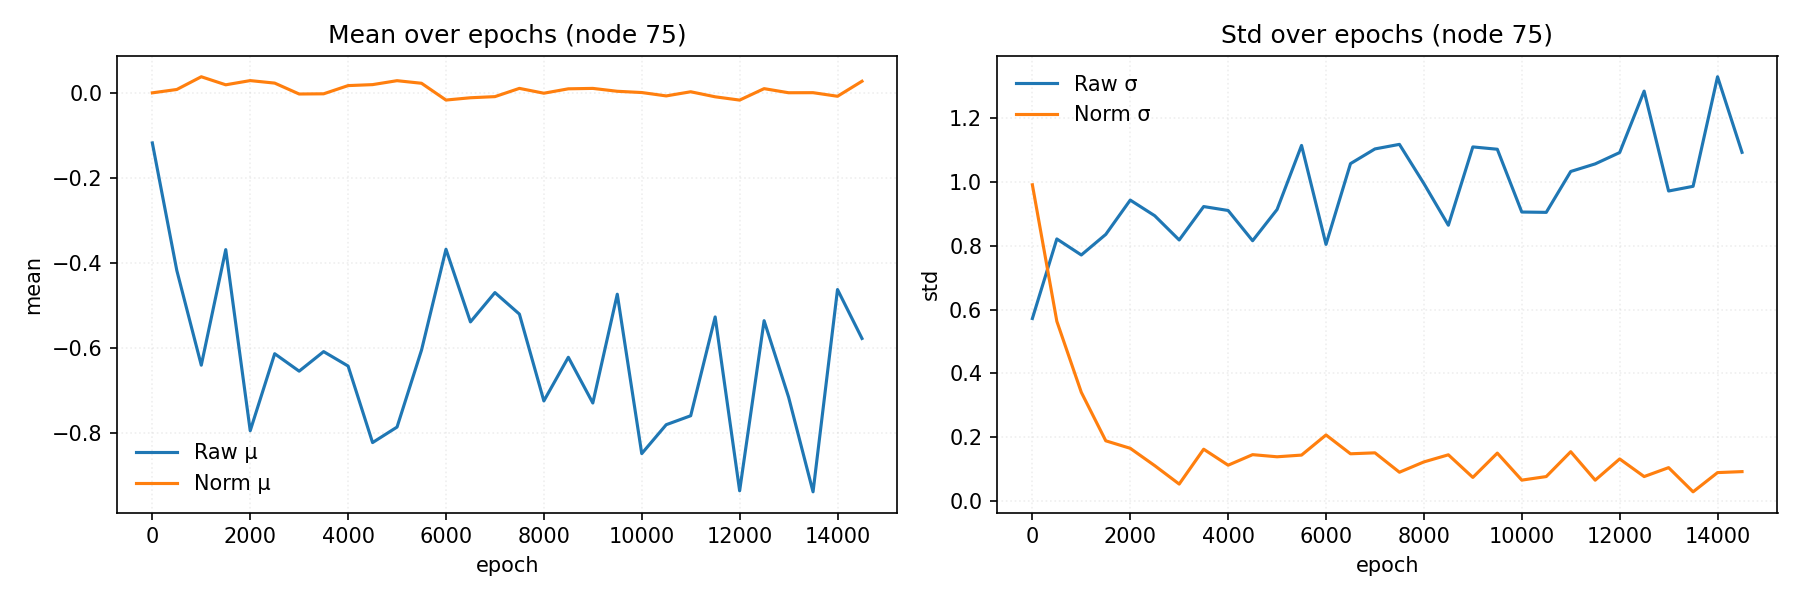 Mean over epochs (node 75)
0.0
−0.2
−0.4
−0.6
−0.8
mean
Raw μ
Norm μ
0 2000 4000 6000 8000 10000 12000 14000
epoch
Std over epochs (node 75)
Raw σ
Norm σ
1.2
1.0
0.8
0.6
0.4
0.2
0.0
std
0 2000 4000 6000 8000 10000 12000 14000
epoch